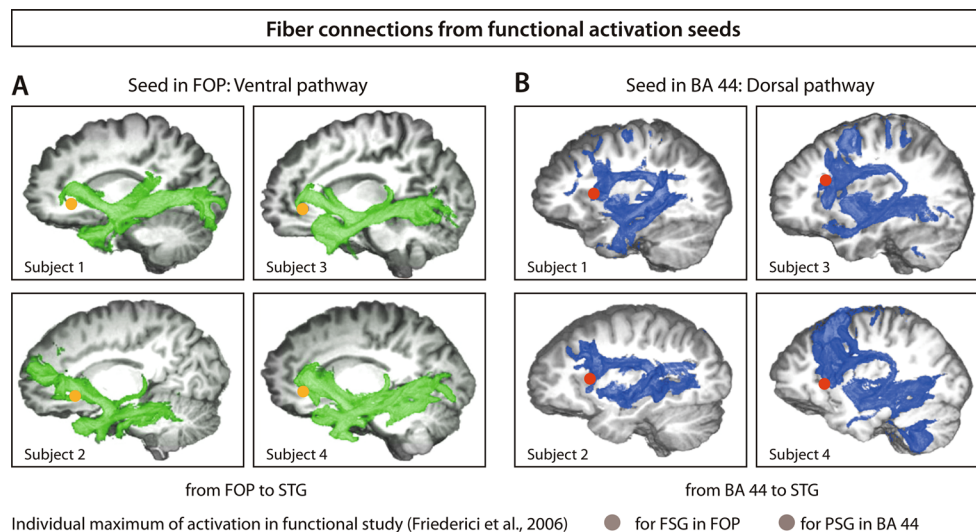 Fiber connections from functional activation seeds
A Seed in FOP: Ventral pathway
B Seed in BA 44: Dorsal pathway
Subject 1
Subject 3
Subject 1
Subject 3
Subject 2
Subject 4
Subject 2
Subject 4
from FOP to STG
from BA 44 to STG
Individual maximum of activation in functional study (Friederici et al., 2006) for FSG in FOP for PSG in BA 44